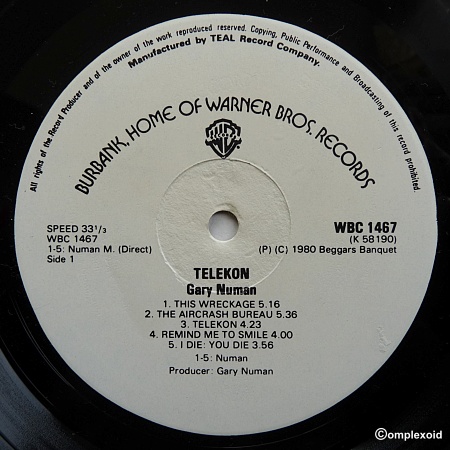 All rights of the Record Producer and of the owner of the work reproduced reserved. Copying, Public Performance and Broadcasting of this record prohibited.
Manufactured by TEAL Record Company.
BURBANK, HOME OF WARNER BROS. RECORDS
SPEED 33 1/3
WBC 1467
1-5: Numan M. (Direct)
Side 1
WBC 1467
(K 58190)
(P) (C) 1980 Beggars Banquet
TELEKON
Gary Numan
1. THIS WRECKAGE 5.16
2. THE AIRCRASH BUREAU 5.36
3. TELEKON 4.23
4. REMIND ME TO SMILE 4.00
5. I DIE: YOU DIE 3.56
1-5: Numan
Producer: Gary Numan
©omplexoid